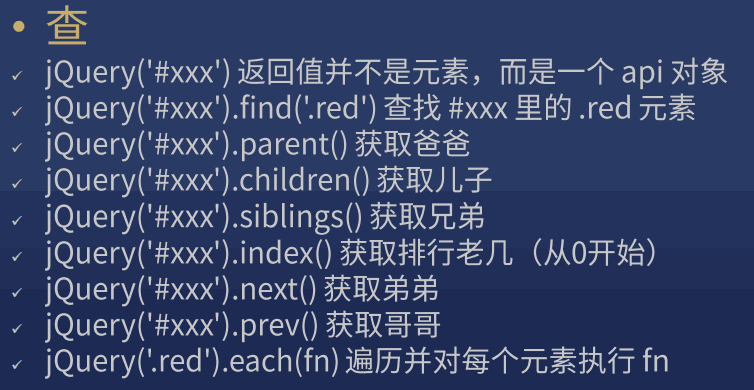 查
jQuery('#xxx') 返回值并不是元素，而是一个 api 对象
jQuery('#xxx').find('.red') 查找 #xxx 里的 .red 元素
jQuery('#xxx').parent() 获取爸爸
jQuery('#xxx').children() 获取儿子
jQuery('#xxx').siblings() 获取兄弟
jQuery('#xxx').index() 获取排行老几（从0开始）
jQuery('#xxx').next() 获取弟弟
jQuery('#xxx').prev() 获取哥哥
jQuery('.red').each(fn) 遍历并对每个元素执行 fn